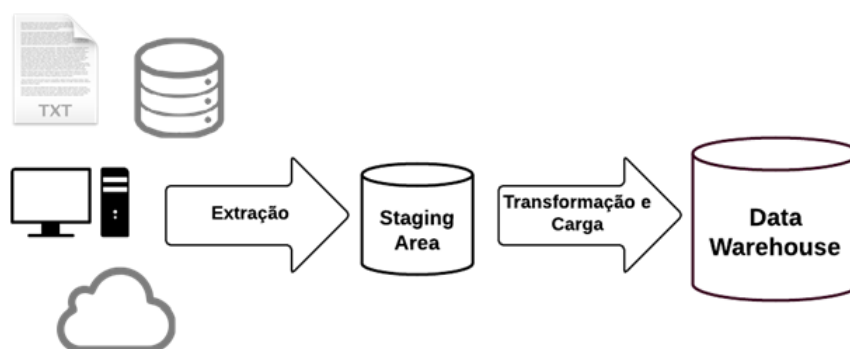 TXT
Extração
Staging
Area
Transformação e
Carga
Data
Warehouse